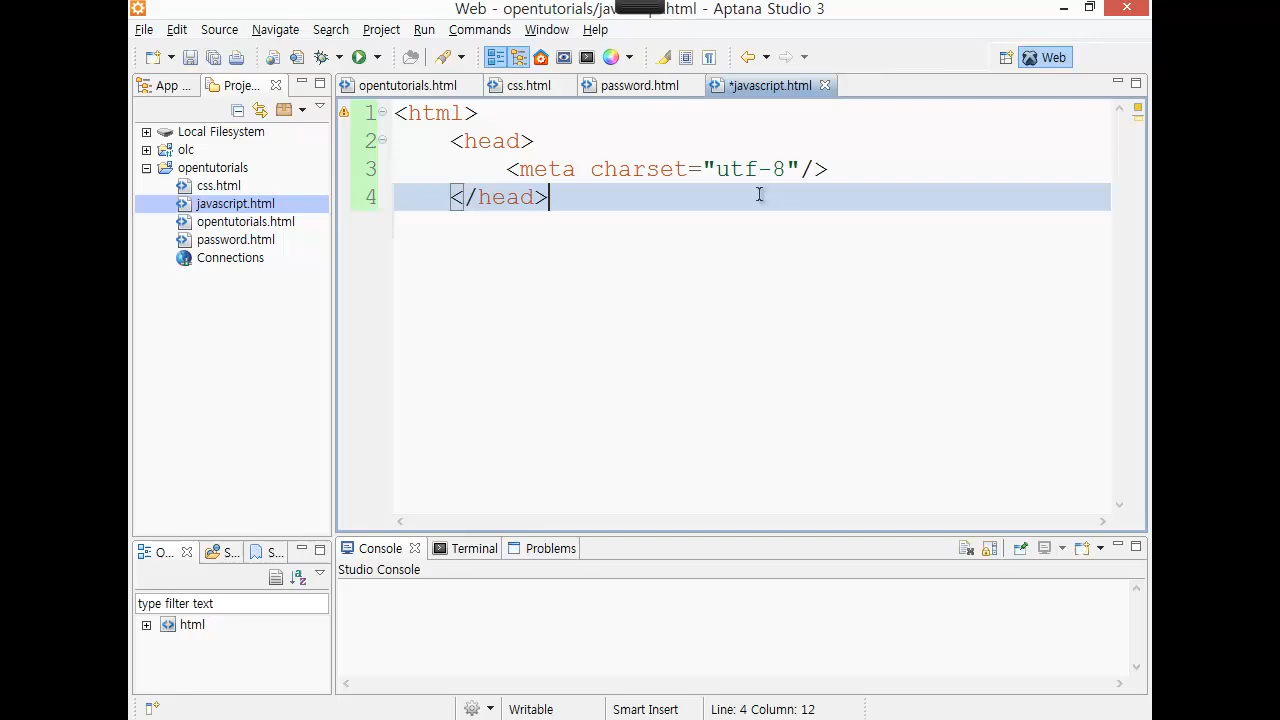 Web - opentutorials/jav html - Aptana Studio 3
File Edit Source Navigate Search Project Run Commands Window Help
Web
App ... Proje...
opentutorials.html css.html password.html *javascript.html
Local Filesystem
olc
opentutorials
css.html
javascript.html
opentutorials.html
password.html
Connections
1 <html>
2 <head>
3 <meta charset="utf-8"/>
4 </head>
O... S... S...
type filter text
html
Console Terminal Problems
Studio Console
Writable Smart Insert Line: 4 Column: 12